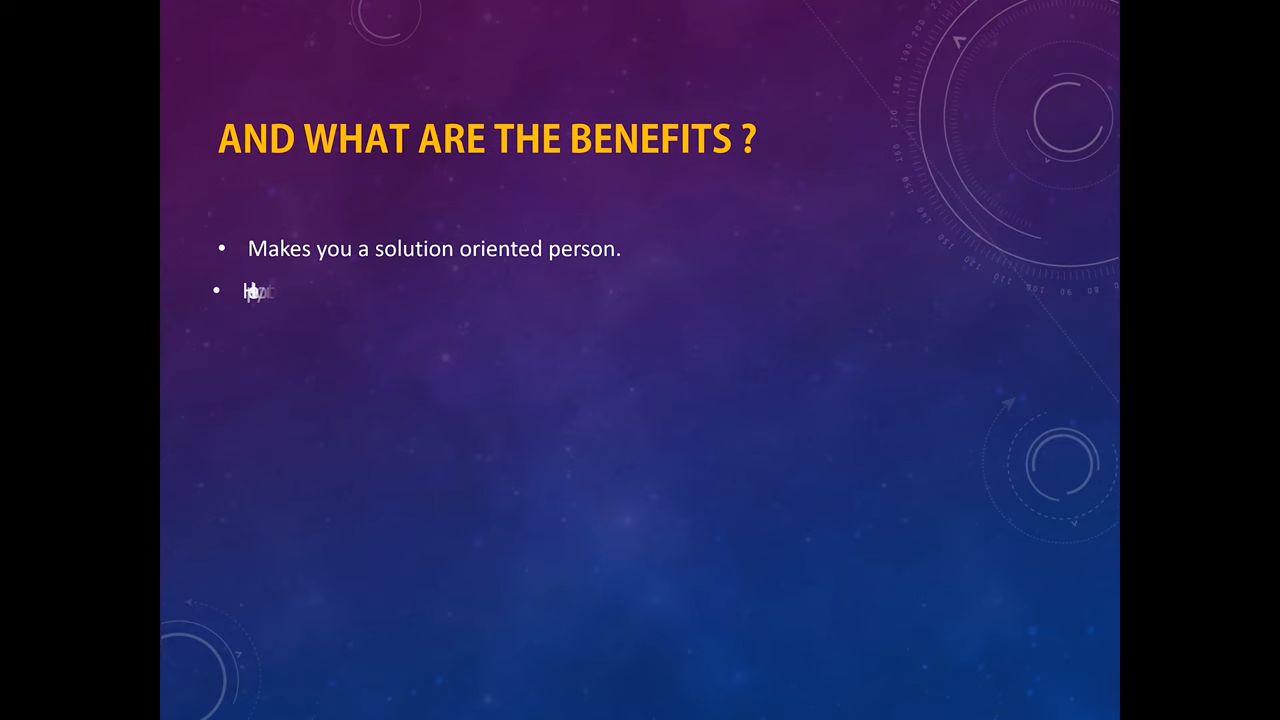 AND WHAT ARE THE BENEFITS ?
• Makes you a solution oriented person.